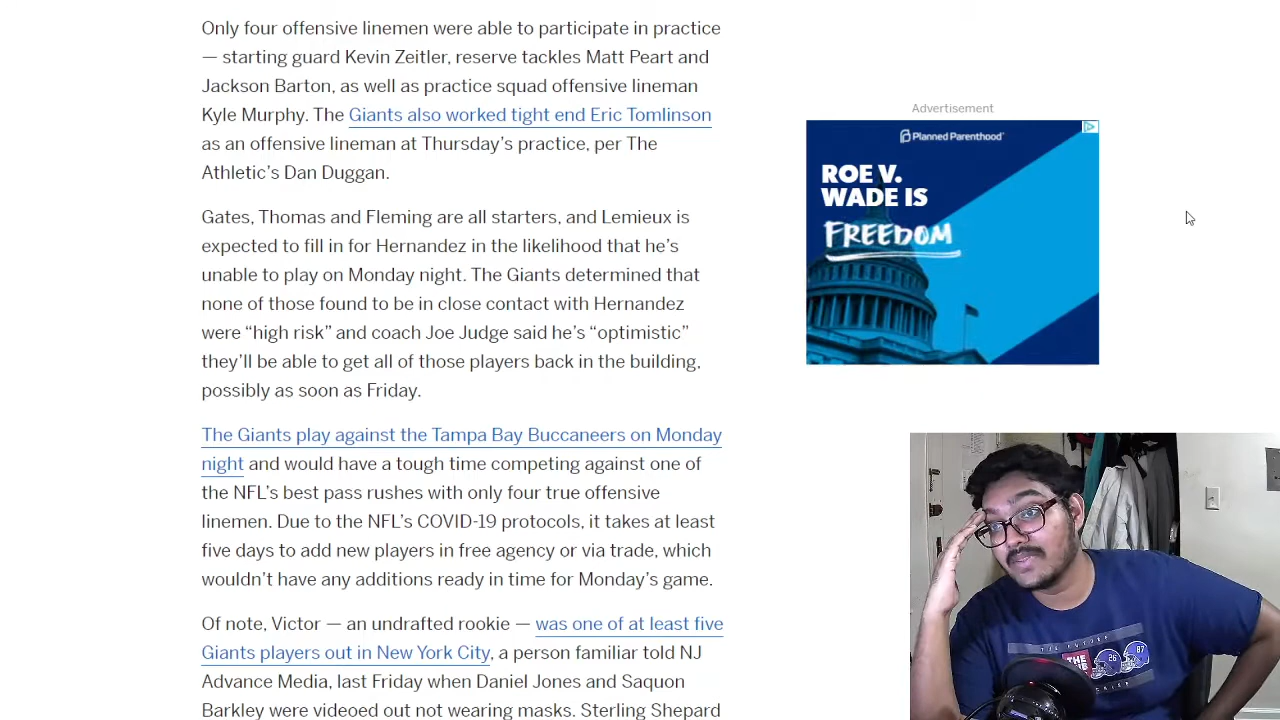 Only four offensive linemen were able to participate in practice
— starting guard Kevin Zeitler, reserve tackles Matt Peart and
Jackson Barton, as well as practice squad offensive lineman
Kyle Murphy. The Giants also worked tight end Eric Tomlinson
as an offensive lineman at Thursday’s practice, per The
Athletic’s Dan Duggan.
Gates, Thomas and Fleming are all starters, and Lemieux is
expected to fill in for Hernandez in the likelihood that he’s
unable to play on Monday night. The Giants determined that
none of those found to be in close contact with Hernandez
were “high risk” and coach Joe Judge said he’s “optimistic”
they’ll be able to get all of those players back in the building,
possibly as soon as Friday.
The Giants play against the Tampa Bay Buccaneers on Monday
night and would have a tough time competing against one of
the NFL’s best pass rushes with only four true offensive
linemen. Due to the NFL’s COVID-19 protocols, it takes at least
five days to add new players in free agency or via trade, which
wouldn’t have any additions ready in time for Monday’s game.
Of note, Victor — an undrafted rookie — was one of at least five
Giants players out in New York City, a person familiar told NJ
Advance Media, last Friday when Daniel Jones and Saquon
Barkley were videoed out not wearing masks. Sterling Shepard
Advertisement
Planned Parenthood
ROE V.
WADE IS
FREEDOM
THE FUTURE
THE
26
87